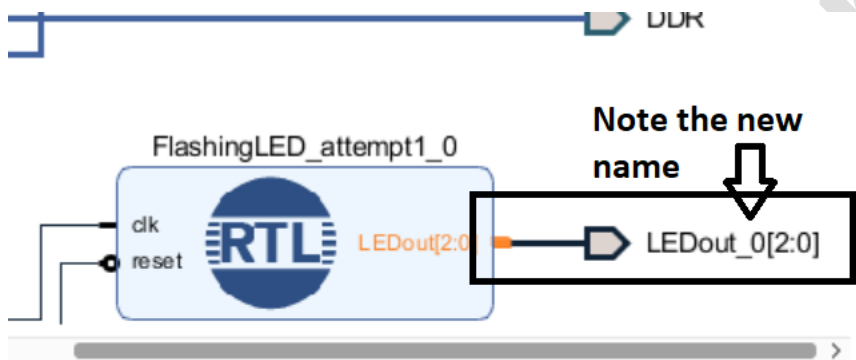 DDR
Note the new
name
FlashingLED_attempt1_0
clk
reset
RTL
LEDout[2:0]
LEDout_0[2:0]